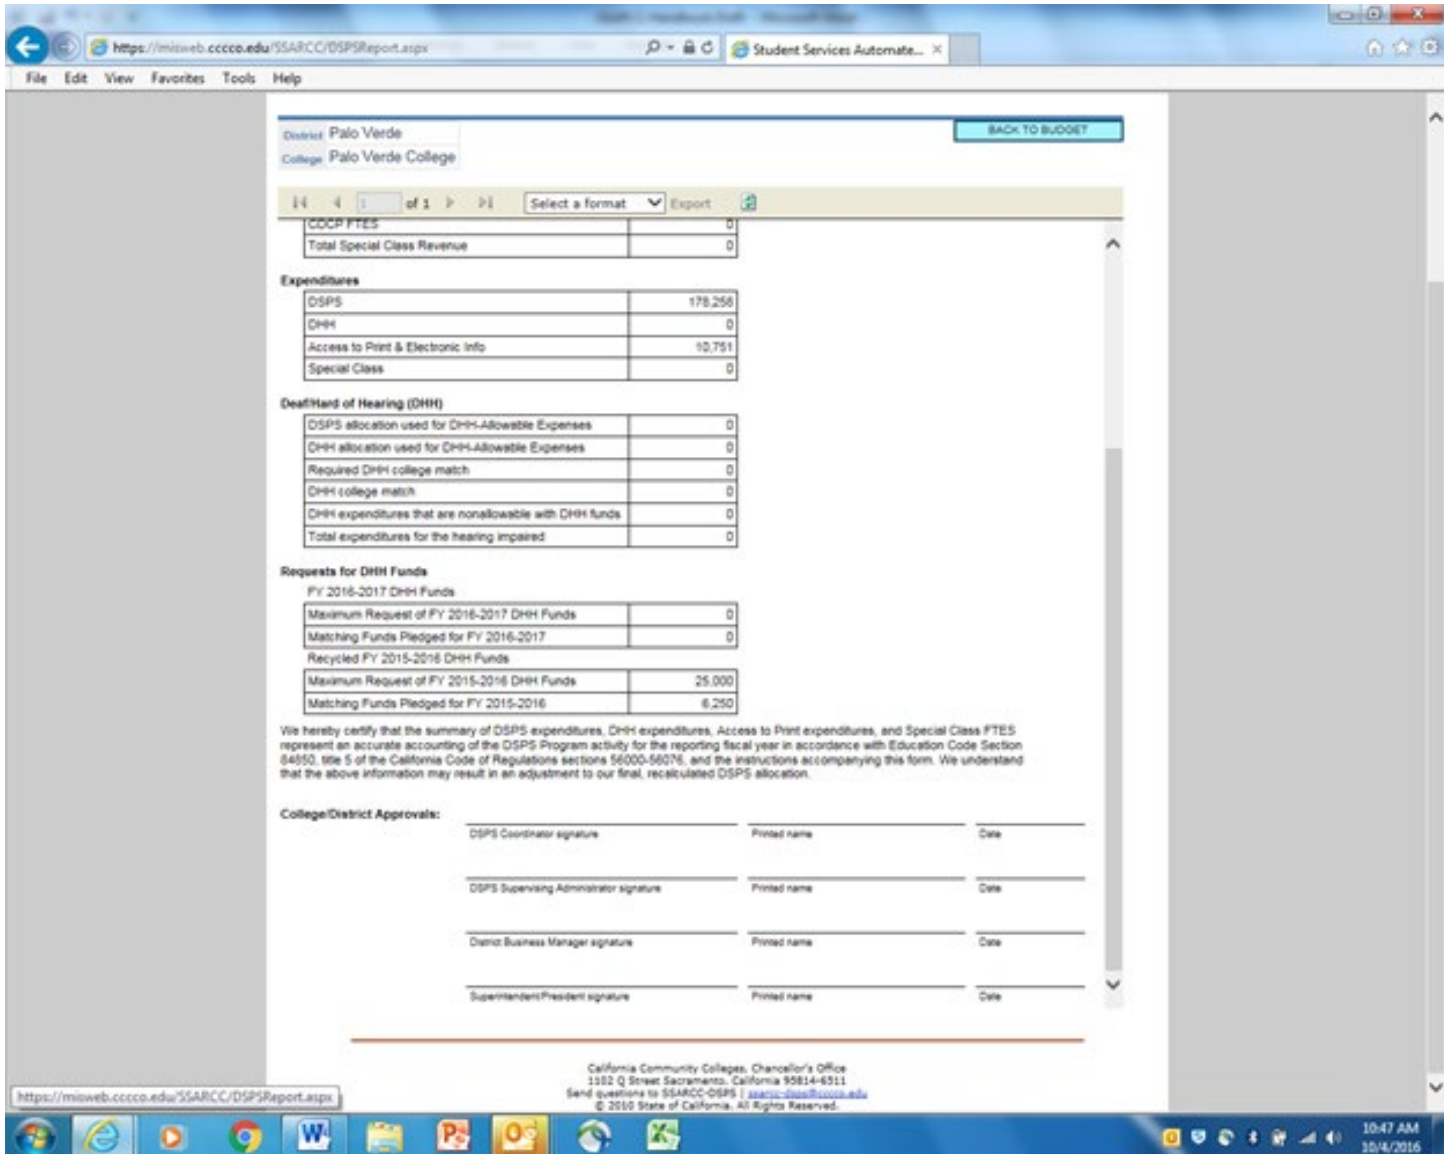 https://misweb.cccco.edu/SSARCC/DSPSReport.aspx
Student Services Automate...
File Edit View Favorites Tools Help
District Palo Verde
BACK TO BUDGET
College Palo Verde College
1 of 1 Select a format Export
CDCP FTES 0
Total Special Class Revenue 0
Expenditures
DSPS 178,258
DHH 0
Access to Print & Electronic Info 10,751
Special Class 0
Deaf/Hard of Hearing (DHH)
DSPS allocation used for DHH-Allowable Expenses 0
DHH allocation used for DHH-Allowable Expenses 0
Required DHH college match 0
DHH college match 0
DHH expenditures that are nonallowable with DHH funds 0
Total expenditures for the hearing impaired 0
Requests for DHH Funds
FY 2016-2017 DHH Funds
Maximum Request of FY 2016-2017 DHH Funds 0
Matching Funds Pledged for FY 2016-2017 0
Recycled FY 2015-2016 DHH Funds
Maximum Request of FY 2015-2016 DHH Funds 25,000
Matching Funds Pledged for FY 2015-2016 6,250
We hereby certify that the summary of DSPS expenditures, DHH expenditures, Access to Print expenditures, and Special Class FTES
represent an accurate accounting of the DSPS Program activity for the reporting fiscal year in accordance with Education Code Section
84850, title 5 of the California Code of Regulations sections 56000-56076, and the instructions accompanying this form. We understand
that the above information may result in an adjustment to our final, recalculated DSPS allocation.
College/District Approvals:
DSPS Coordinator signature Printed name Date
DSPS Supervising Administrator signature Printed name Date
District Business Manager signature Printed name Date
Superintendent/President signature Printed name Date
California Community Colleges, Chancellor's Office
1102 Q Street Sacramento, California 95814-6511
Send questions to SSARCC-DSPS | ssarcc-dsps@cccco.edu
© 2010 State of California. All Rights Reserved.
https://misweb.cccco.edu/SSARCC/DSPSReport.aspx
10:47 AM
10/4/2016